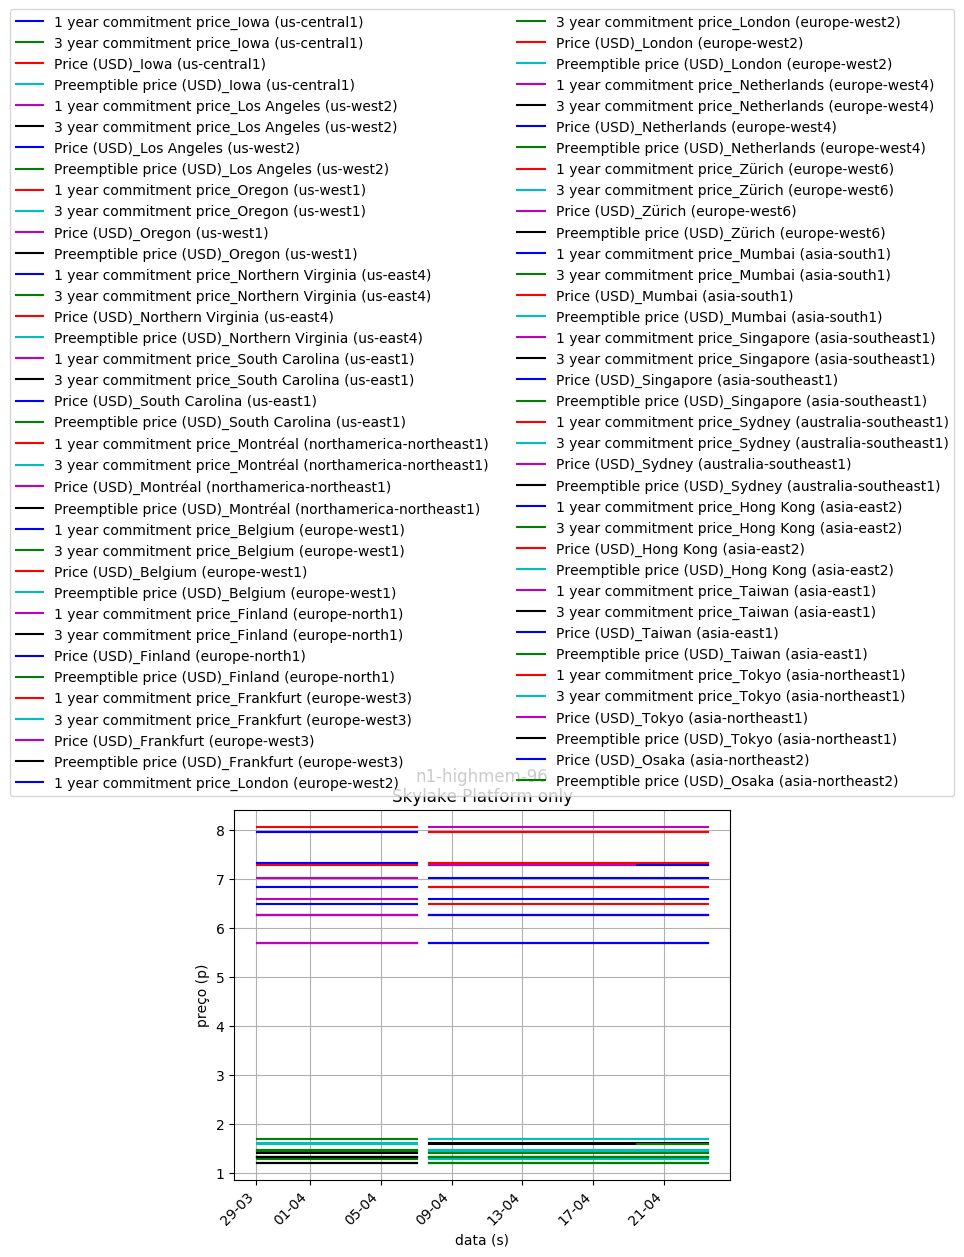 1 year commitment price_Iowa (us-central1)
3 year commitment price_Iowa (us-central1)
Price (USD)_Iowa (us-central1)
Preemptible price (USD)_Iowa (us-central1)
1 year commitment price_Los Angeles (us-west2)
3 year commitment price_Los Angeles (us-west2)
Price (USD)_Los Angeles (us-west2)
Preemptible price (USD)_Los Angeles (us-west2)
1 year commitment price_Oregon (us-west1)
3 year commitment price_Oregon (us-west1)
Price (USD)_Oregon (us-west1)
Preemptible price (USD)_Oregon (us-west1)
1 year commitment price_Northern Virginia (us-east4)
3 year commitment price_Northern Virginia (us-east4)
Price (USD)_Northern Virginia (us-east4)
Preemptible price (USD)_Northern Virginia (us-east4)
1 year commitment price_South Carolina (us-east1)
3 year commitment price_South Carolina (us-east1)
Price (USD)_South Carolina (us-east1)
Preemptible price (USD)_South Carolina (us-east1)
1 year commitment price_Montréal (northamerica-northeast1)
3 year commitment price_Montréal (northamerica-northeast1)
Price (USD)_Montréal (northamerica-northeast1)
Preemptible price (USD)_Montréal (northamerica-northeast1)
1 year commitment price_Belgium (europe-west1)
3 year commitment price_Belgium (europe-west1)
Price (USD)_Belgium (europe-west1)
Preemptible price (USD)_Belgium (europe-west1)
1 year commitment price_Finland (europe-north1)
3 year commitment price_Finland (europe-north1)
Price (USD)_Finland (europe-north1)
Preemptible price (USD)_Finland (europe-north1)
1 year commitment price_Frankfurt (europe-west3)
3 year commitment price_Frankfurt (europe-west3)
Price (USD)_Frankfurt (europe-west3)
Preemptible price (USD)_Frankfurt (europe-west3)
1 year commitment price_London (europe-west2)
3 year commitment price_London (europe-west2)
Price (USD)_London (europe-west2)
Preemptible price (USD)_London (europe-west2)
1 year commitment price_Netherlands (europe-west4)
3 year commitment price_Netherlands (europe-west4)
Price (USD)_Netherlands (europe-west4)
Preemptible price (USD)_Netherlands (europe-west4)
1 year commitment price_Zürich (europe-west6)
3 year commitment price_Zürich (europe-west6)
Price (USD)_Zürich (europe-west6)
Preemptible price (USD)_Zürich (europe-west6)
1 year commitment price_Mumbai (asia-south1)
3 year commitment price_Mumbai (asia-south1)
Price (USD)_Mumbai (asia-south1)
Preemptible price (USD)_Mumbai (asia-south1)
1 year commitment price_Singapore (asia-southeast1)
3 year commitment price_Singapore (asia-southeast1)
Price (USD)_Singapore (asia-southeast1)
Preemptible price (USD)_Singapore (asia-southeast1)
1 year commitment price_Sydney (australia-southeast1)
3 year commitment price_Sydney (australia-southeast1)
Price (USD)_Sydney (australia-southeast1)
Preemptible price (USD)_Sydney (australia-southeast1)
1 year commitment price_Hong Kong (asia-east2)
3 year commitment price_Hong Kong (asia-east2)
Price (USD)_Hong Kong (asia-east2)
Preemptible price (USD)_Hong Kong (asia-east2)
1 year commitment price_Taiwan (asia-east1)
3 year commitment price_Taiwan (asia-east1)
Price (USD)_Taiwan (asia-east1)
Preemptible price (USD)_Taiwan (asia-east1)
1 year commitment price_Tokyo (asia-northeast1)
3 year commitment price_Tokyo (asia-northeast1)
Price (USD)_Tokyo (asia-northeast1)
Preemptible price (USD)_Tokyo (asia-northeast1)
Price (USD)_Osaka (asia-northeast2)
Preemptible price (USD)_Osaka (asia-northeast2)
n1-highmem-96
Skylake Platform only
8
7
6
5
4
3
2
1
preço (p)
29-03
01-04
05-04
09-04
13-04
17-04
21-04
data (s)